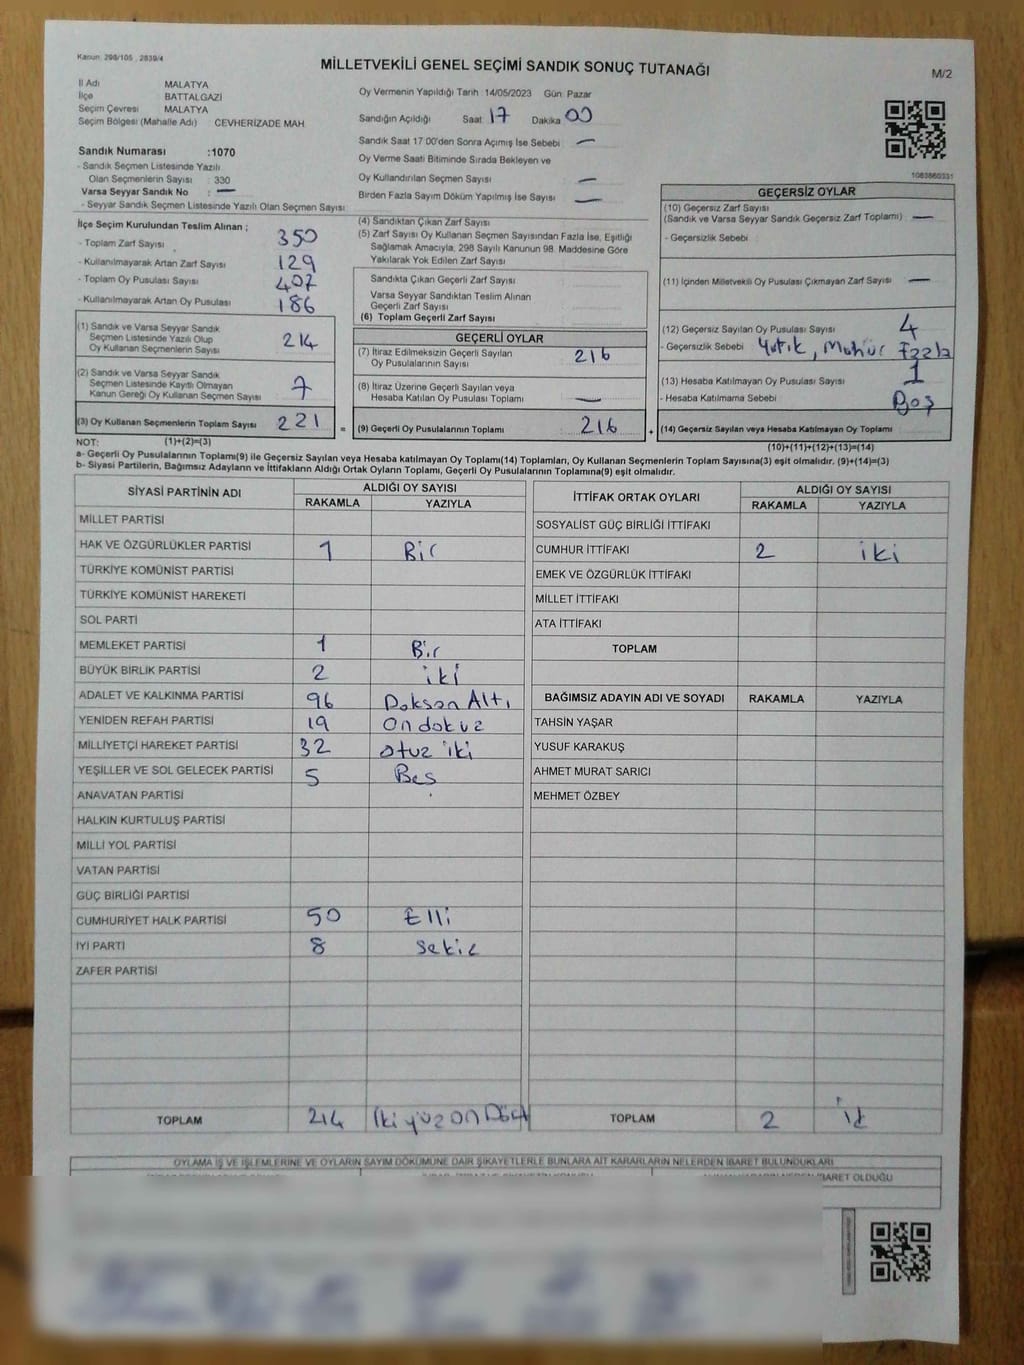 Kanun: 298/105 , 2839/4
MİLLETVEKİLİ GENEL SEÇİMİ SANDIK SONUÇ TUTANAĞI
M/2
İl Adı MALATYA
İlçe BATTALGAZİ
Seçim Çevresi MALATYA
Seçim Bölgesi (Mahalle Adı) CEVHERİZADE MAH.
Sandık Numarası :1070
- Sandık Seçmen Listesinde Yazılı
Olan Seçmenlerin Sayısı : 330
Varsa Seyyar Sandık No : —
- Seyyar Sandık Seçmen Listesinde Yazılı Olan Seçmen Sayısı
Oy Vermenin Yapıldığı Tarih 14/05/2023 Gün: Pazar
Sandığın Açıldığı Saat 17 Dakika 00
Sandık Saat 17 00'den Sonra Açımış İse Sebebi —
Oy Verme Saati Bitiminde Sırada Bekleyen ve
Oy Kullandırılan Seçmen Sayısı —
Birden Fazla Sayım Döküm Yapılmış İse Sayısı —
1083860331
İlçe Seçim Kurulundan Teslim Alınan ;
- Toplam Zarf Sayısı 350
- Kullanılmayarak Artan Zarf Sayısı 129
- Toplam Oy Pusulası Sayısı 407
- Kullanılmayarak Artan Oy Pusulası 186
(1) Sandık ve Varsa Seyyar Sandık
Seçmen Listesinde Yazılı Olup
Oy Kullanan Seçmenlerin Sayısı 214
(2) Sandık ve Varsa Seyyar Sandık
Seçmen Listesinde Kayıtlı Olmayan
Kanun Gereği Oy Kullanan Seçmen Sayısı 7
(3) Oy Kullanan Seçmenlerin Toplam Sayısı 221
(4) Sandıktan Çıkan Zarf Sayısı
(5) Zarf Sayısı Oy Kullanan Seçmen Sayısından Fazla İse, Eşitliği
Sağlamak Amacıyla, 298 Sayılı Kanunun 98. Maddesine Göre
Yakılarak Yok Edilen Zarf Sayısı
Sandıkta Çıkan Geçerli Zarf Sayısı
Varsa Seyyar Sandıktan Teslim Alınan
Geçerli Zarf Sayısı
(6) Toplam Geçerli Zarf Sayısı
GEÇERLİ OYLAR
(7) İtiraz Edilmeksizin Geçerli Sayılan
Oy Pusulalarının Sayısı 216
(8) İtiraz Üzerine Geçerli Sayılan veya
Hesaba Katılan Oy Pusulası Toplamı —
= (9) Geçerli Oy Pusulalarının Toplamı 216
GEÇERSİZ OYLAR
(10) Geçersiz Zarf Sayısı
(Sandık ve Varsa Seyyar Sandık Geçersiz Zarf Toplamı) —
- Geçersizlik Sebebi :
(11) İçinden Milletvekili Oy Pusulası Çıkmayan Zarf Sayısı —
(12) Geçersiz Sayılan Oy Pusulası Sayısı 4
- Geçersizlik Sebebi Yırtık, Mühür Fazla
(13) Hesaba Katılmayan Oy Pusulası Sayısı 1
- Hesaba Katılmama Sebebi Boş
+ (14) Geçersiz Sayılan veya Hesaba Katılmayan Oy Toplamı
NOT: (1)+(2)=(3)
(10)+(11)+(12)+(13)=(14)
a- Geçerli Oy Pusulalarının Toplamı(9) ile Geçersiz Sayılan veya Hesaba katılmayan Oy Toplamı(14) Toplamları, Oy Kullanan Seçmenlerin Toplam Sayısına(3) eşit olmalıdır. (9)+(14)=(3)
b- Siyasi Partilerin, Bağımsız Adayların ve İttifakların Aldığı Ortak Oyların Toplamı, Geçerli Oy Pusulalarının Toplamına(9) eşit olmalıdır.
SİYASİ PARTİNİN ADI ALDIĞI OY SAYISI
RAKAMLA YAZIYLA
MİLLET PARTİSİ
HAK VE ÖZGÜRLÜKLER PARTİSİ 1 Bir
TÜRKİYE KOMÜNİST PARTİSİ
TÜRKİYE KOMÜNİST HAREKETİ
SOL PARTİ
MEMLEKET PARTİSİ 1 Bir
BÜYÜK BİRLİK PARTİSİ 2 iki
ADALET VE KALKINMA PARTİSİ 96 Doksan Altı
YENİDEN REFAH PARTİSİ 19 On dokuz
MİLLİYETÇİ HAREKET PARTİSİ 32 otuz iki
YEŞİLLER VE SOL GELECEK PARTİSİ 5 Bes
ANAVATAN PARTİSİ
HALKIN KURTULUŞ PARTİSİ
MİLLİ YOL PARTİSİ
VATAN PARTİSİ
GÜÇ BİRLİĞİ PARTİSİ
CUMHURİYET HALK PARTİSİ 50 Elli
İYİ PARTİ 8 sekiz
ZAFER PARTİSİ
TOPLAM 214 İki yüz on Dört
İTTİFAK ORTAK OYLARI ALDIĞI OY SAYISI
RAKAMLA YAZIYLA
SOSYALİST GÜÇ BİRLİĞİ İTTİFAKI
CUMHUR İTTİFAKI 2 iki
EMEK VE ÖZGÜRLÜK İTTİFAKI
MİLLET İTTİFAKI
ATA İTTİFAKI
TOPLAM
BAĞIMSIZ ADAYIN ADI VE SOYADI RAKAMLA YAZIYLA
TAHSİN YAŞAR
YUSUF KARAKUŞ
AHMET MURAT SARICI
MEHMET ÖZBEY
TOPLAM 2
OYLAMA İŞ VE İŞLEMLERİNE VE OYLARIN SAYIM DÖKÜMÜNE DAİR ŞİKAYETLERLE BUNLARA AİT KARARLARIN NELERDEN İBARET BULUNDUKLARI
İBARET OLDUĞU